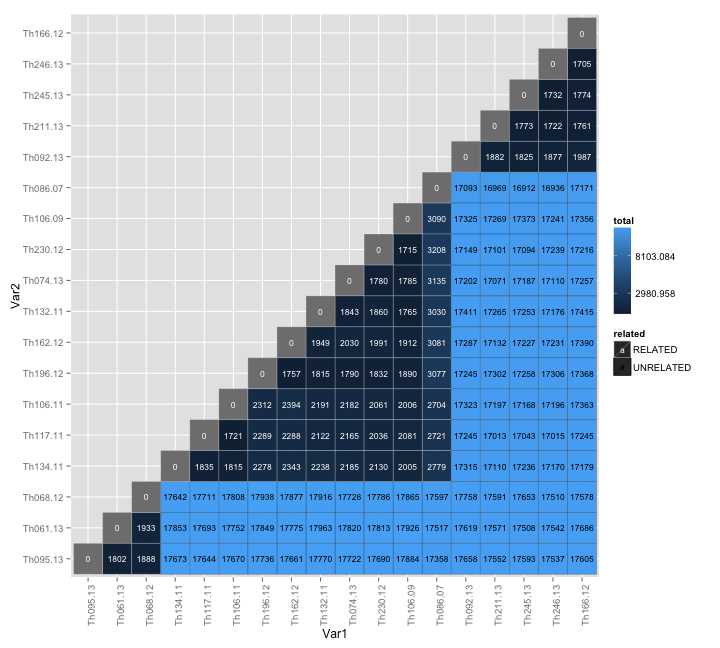 Th166.12 0
Th246.13 0 1705
Th245.13 0 1732 1774
Th211.13 0 1773 1722 1761
Th092.13 0 1882 1825 1877 1987
Th086.07 0 17093 16969 16912 16936 17171
Th106.09 0 3090 17325 17269 17373 17241 17356
Th230.12 0 1715 3208 17149 17101 17094 17239 17216
Th074.13 0 1780 1785 3135 17202 17071 17187 17110 17257
Th132.11 0 1843 1860 1765 3030 17411 17265 17253 17176 17415
Th162.12 0 1949 2030 1991 1912 3081 17287 17132 17227 17231 17390
Th196.12 0 1757 1815 1790 1832 1890 3077 17245 17302 17258 17306 17368
Th106.11 0 2312 2394 2191 2182 2061 2006 2704 17323 17197 17168 17196 17363
Th117.11 0 1721 2289 2288 2122 2165 2036 2081 2721 17245 17013 17043 17015 17245
Th134.11 0 1835 1815 2278 2343 2238 2185 2130 2005 2779 17315 17110 17236 17170 17179
Th068.12 0 17642 17711 17808 17938 17877 17916 17728 17786 17865 17597 17758 17591 17653 17510 17578
Th061.13 0 1933 17853 17693 17752 17849 17775 17963 17820 17813 17926 17517 17619 17571 17508 17542 17686
Th095.13 0 1802 1888 17673 17644 17670 17736 17661 17770 17722 17690 17884 17358 17658 17552 17593 17537 17605
Th095.13 Th061.13 Th068.12 Th134.11 Th117.11 Th106.11 Th196.12 Th162.12 Th132.11 Th074.13 Th230.12 Th106.09 Th086.07 Th092.13 Th211.13 Th245.13 Th246.13 Th166.12
Var1
Var2
total
8103.084
2980.958
related
a RELATED
a UNRELATED